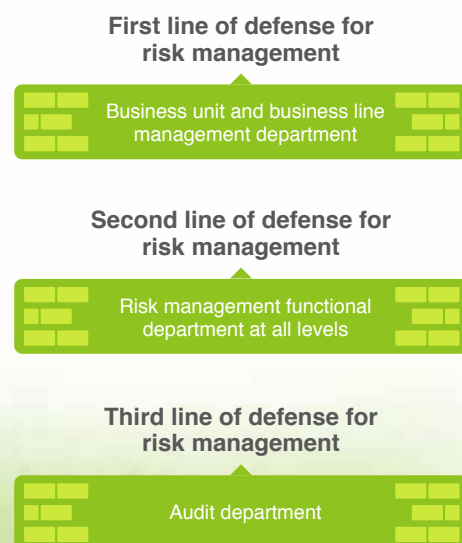 First line of defense for
risk management
Business unit and business line
management department
Second line of defense for
risk management
Risk management functional
department at all levels
Third line of defense for
risk management
Audit department